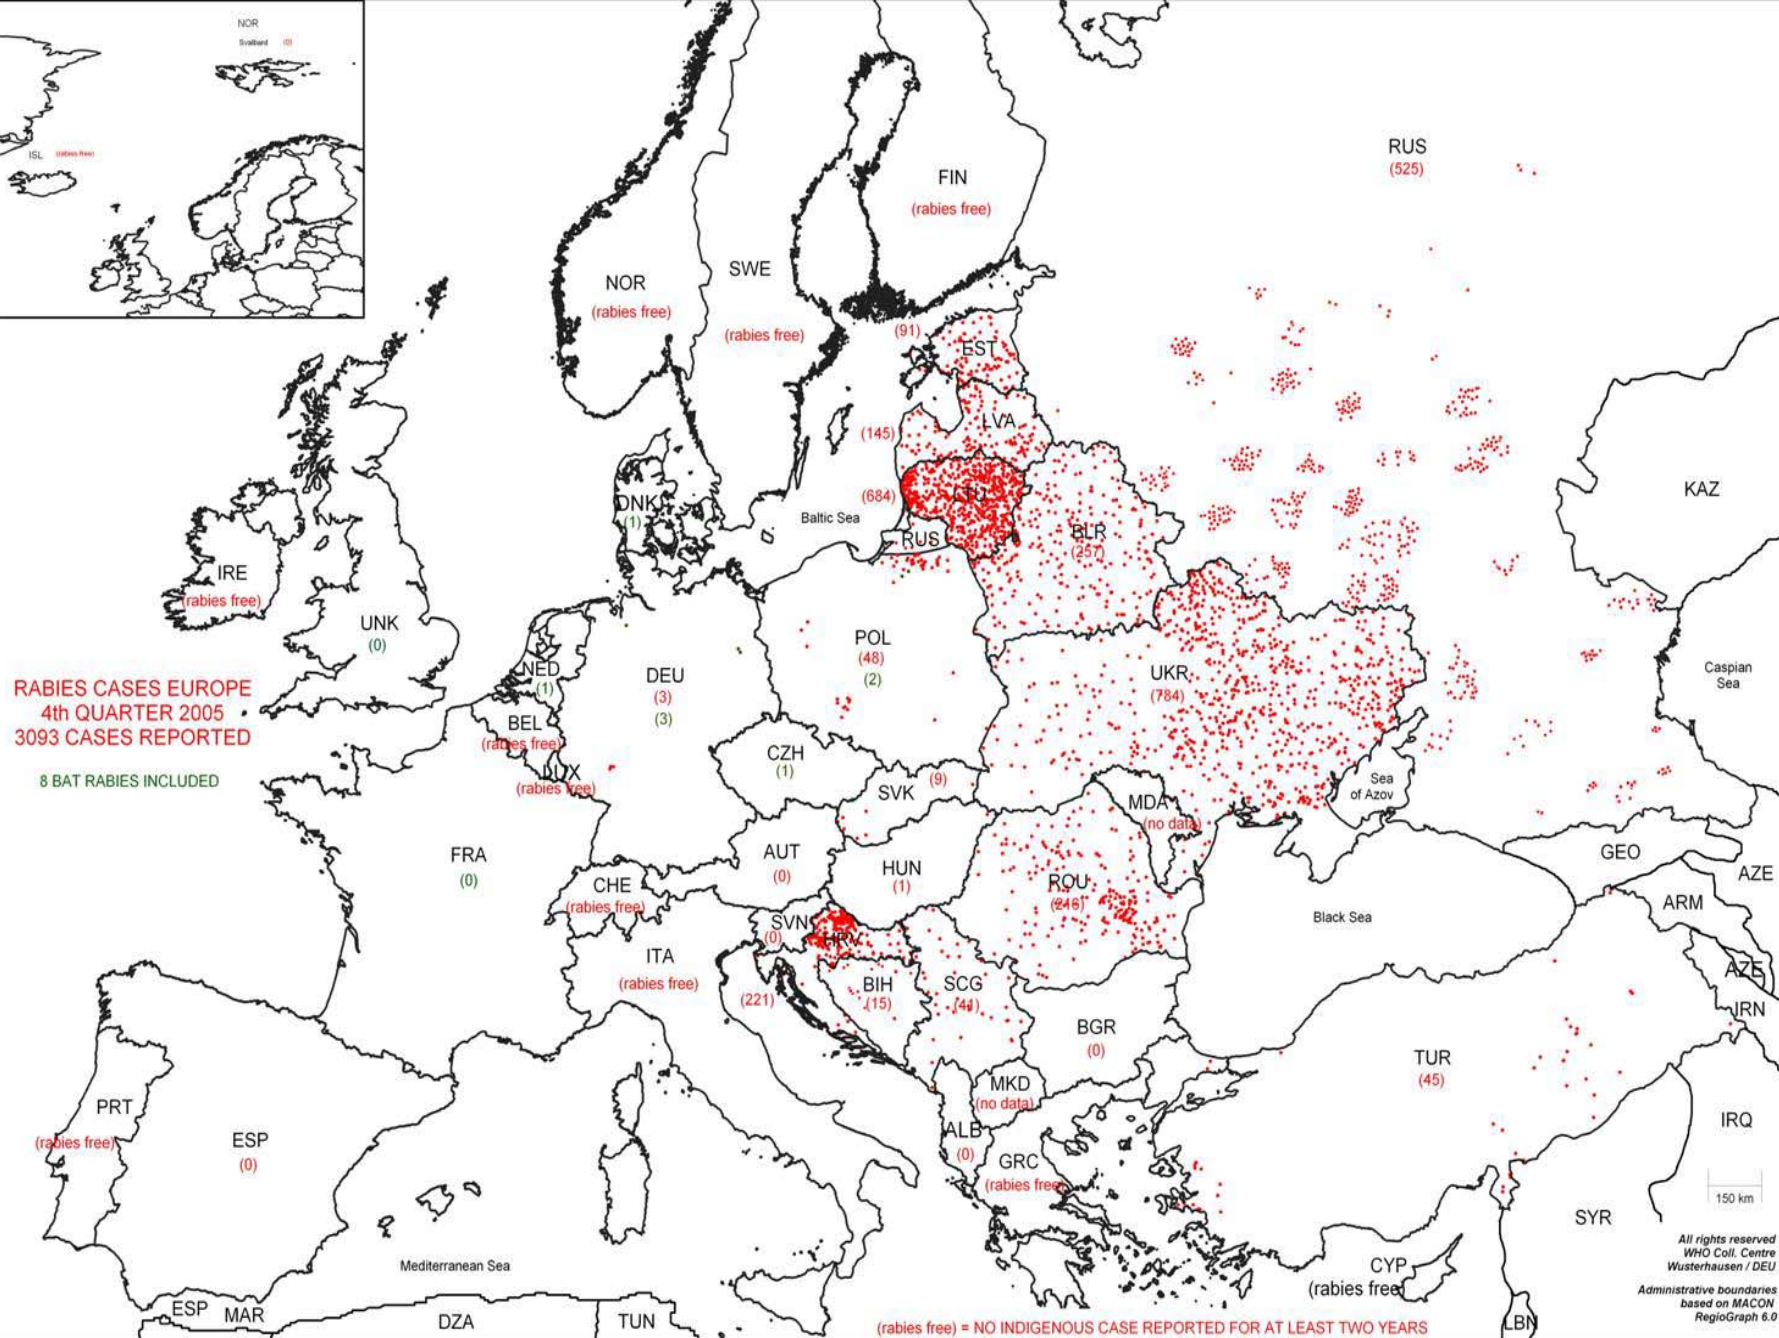 NOR
Svalbard (0)
ISL (rabies free)
RUS
(525)
FIN
(rabies free)
NOR
(rabies free)
SWE
(rabies free)
(91)
EST
(145)
LVA
(684)
LTU
KAZ
DNK
(1)
Baltic Sea
RUS
BLR
(257)
IRE
(rabies free)
UNK
(0)
POL
(48)
(2)
NED
(1)
DEU
(3)
(3)
UKR
(784)
Caspian
Sea
RABIES CASES EUROPE
4th QUARTER 2005
3093 CASES REPORTED
8 BAT RABIES INCLUDED
BEL
(rabies free)
LUX
(rabies free)
CZH
(1)
SVK
(9)
Sea
of Azov
MDA
(no data)
FRA
(0)
AUT
(0)
HUN
(1)
ROU
GEO
AZE
CHE
(rabies free)
SVN
(0)
HRV
ARM
Black Sea
ITA
(rabies free)
(221)
BIH
(15)
SCG
(41)
AZE
IRN
BGR
(0)
TUR
(45)
MKD
(no data)
PRT
(rabies free)
ESP
(0)
ALB
(0)
GRC
(rabies free)
IRQ
150 km
SYR
Mediterranean Sea
CYP
(rabies free
All rights reserved
WHO Coll. Centre
Wusterhausen / DEU
Administrative boundaries
based on MACON
RegioGraph 6.0
ESP MAR
DZA
TUN
LBN
(rabies free) = NO INDIGENOUS CASE REPORTED FOR AT LEAST TWO YEARS